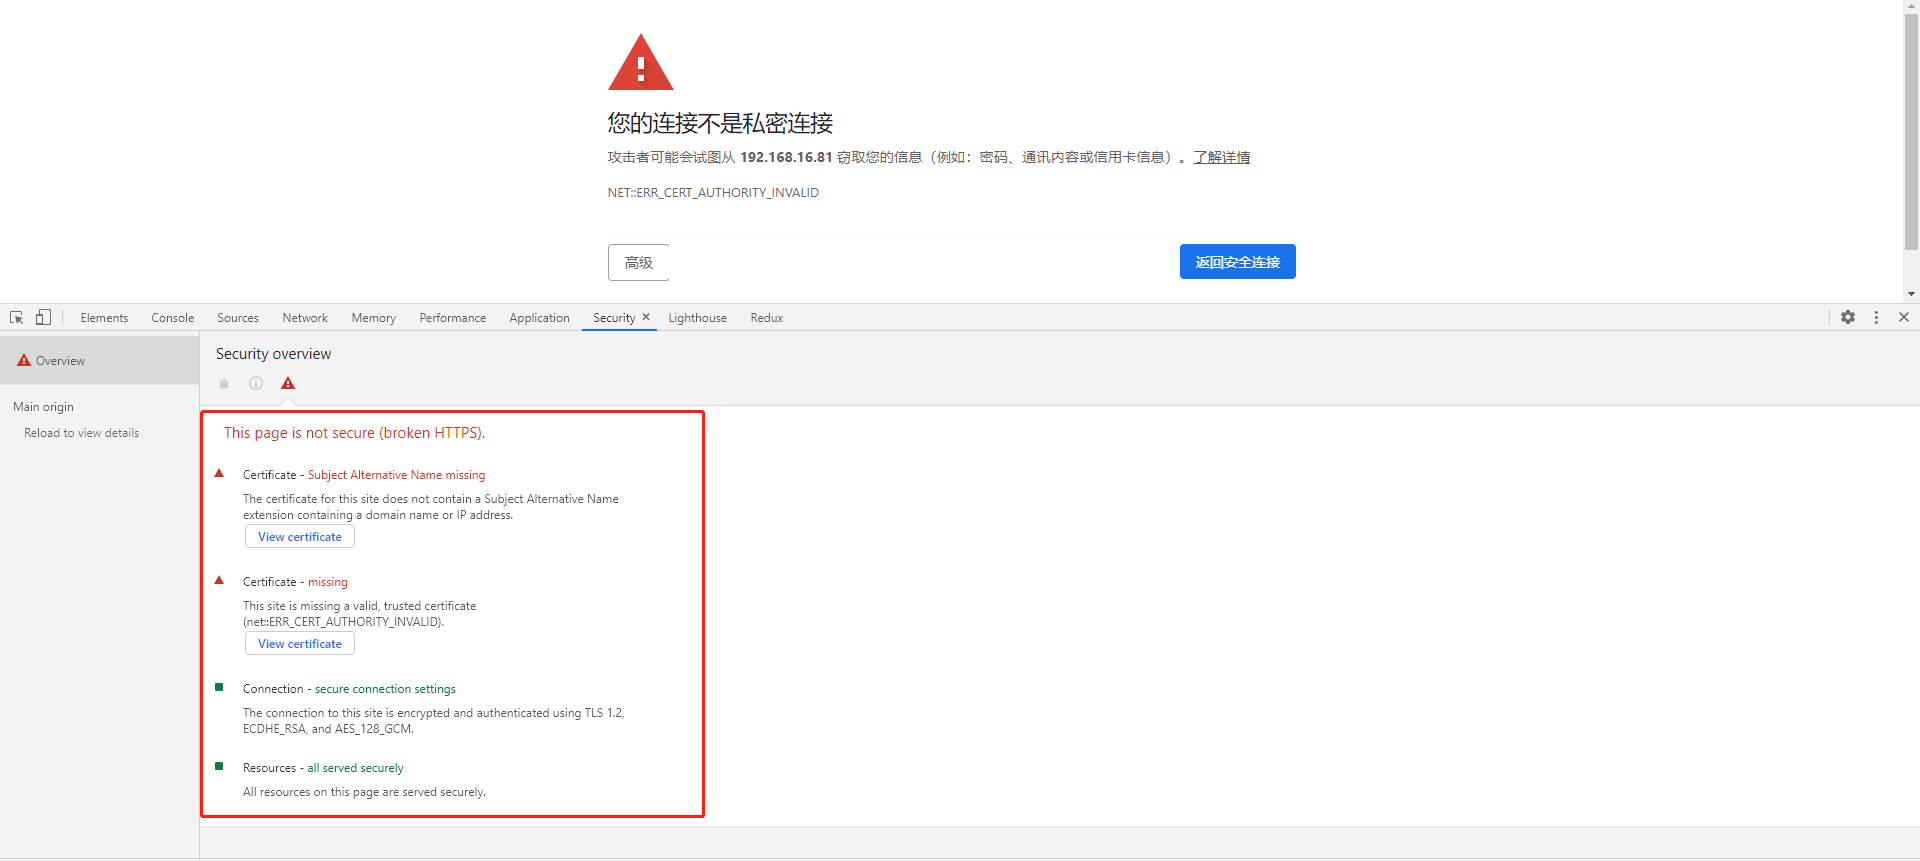 您的连接不是私密连接
攻击者可能会试图从 192.168.16.81 窃取您的信息（例如：密码、通讯内容或信用卡信息）。了解详情
NET::ERR_CERT_AUTHORITY_INVALID
高级
返回安全连接
Elements Console Sources Network Memory Performance Application Security Lighthouse Redux
Overview
Main origin
Reload to view details
Security overview
This page is not secure (broken HTTPS).
Certificate - Subject Alternative Name missing
The certificate for this site does not contain a Subject Alternative Name
extension containing a domain name or IP address.
View certificate
Certificate - missing
This site is missing a valid, trusted certificate
(net::ERR_CERT_AUTHORITY_INVALID).
View certificate
Connection - secure connection settings
The connection to this site is encrypted and authenticated using TLS 1.2,
ECDHE_RSA, and AES_128_GCM.
Resources - all served securely
All resources on this page are served securely.